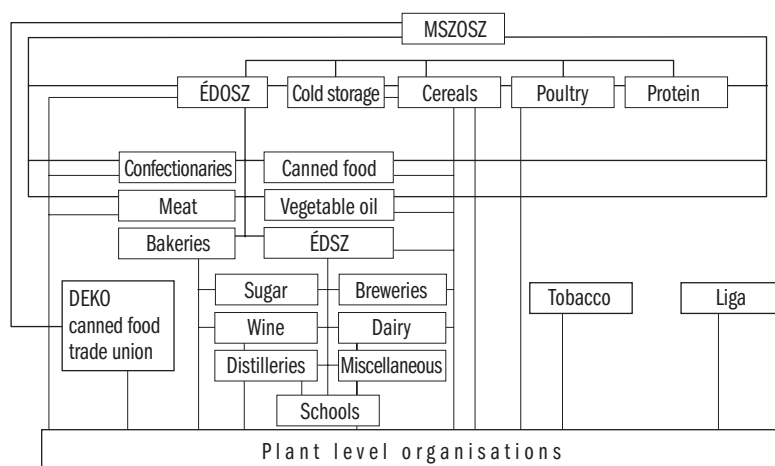 MSZOSZ
ÉDOSZ
Cold storage
Cereals
Poultry
Protein
Confectionaries
Canned food
Meat
Vegetable oil
Bakeries
ÉDSZ
DEKO
canned food
trade union
Sugar
Breweries
Tobacco
Liga
Wine
Dairy
Distilleries
Miscellaneous
Schools
Plant level organisations